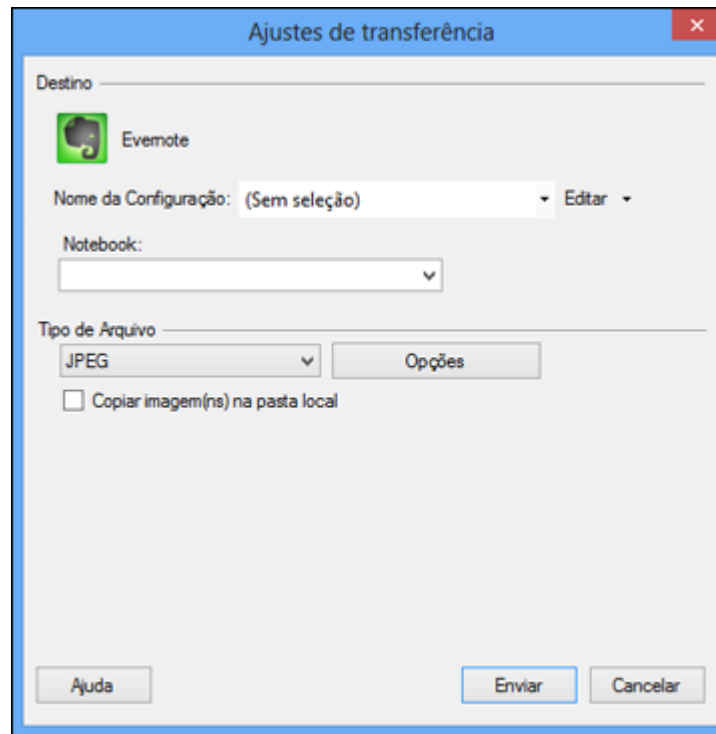 Ajustes de transferência
Destino
Evernote
Nome da Configuração: (Sem seleção) Editar
Notebook:
Tipo de Arquivo
JPEG Opções
Copiar imagem(ns) na pasta local
Ajuda Enviar Cancelar